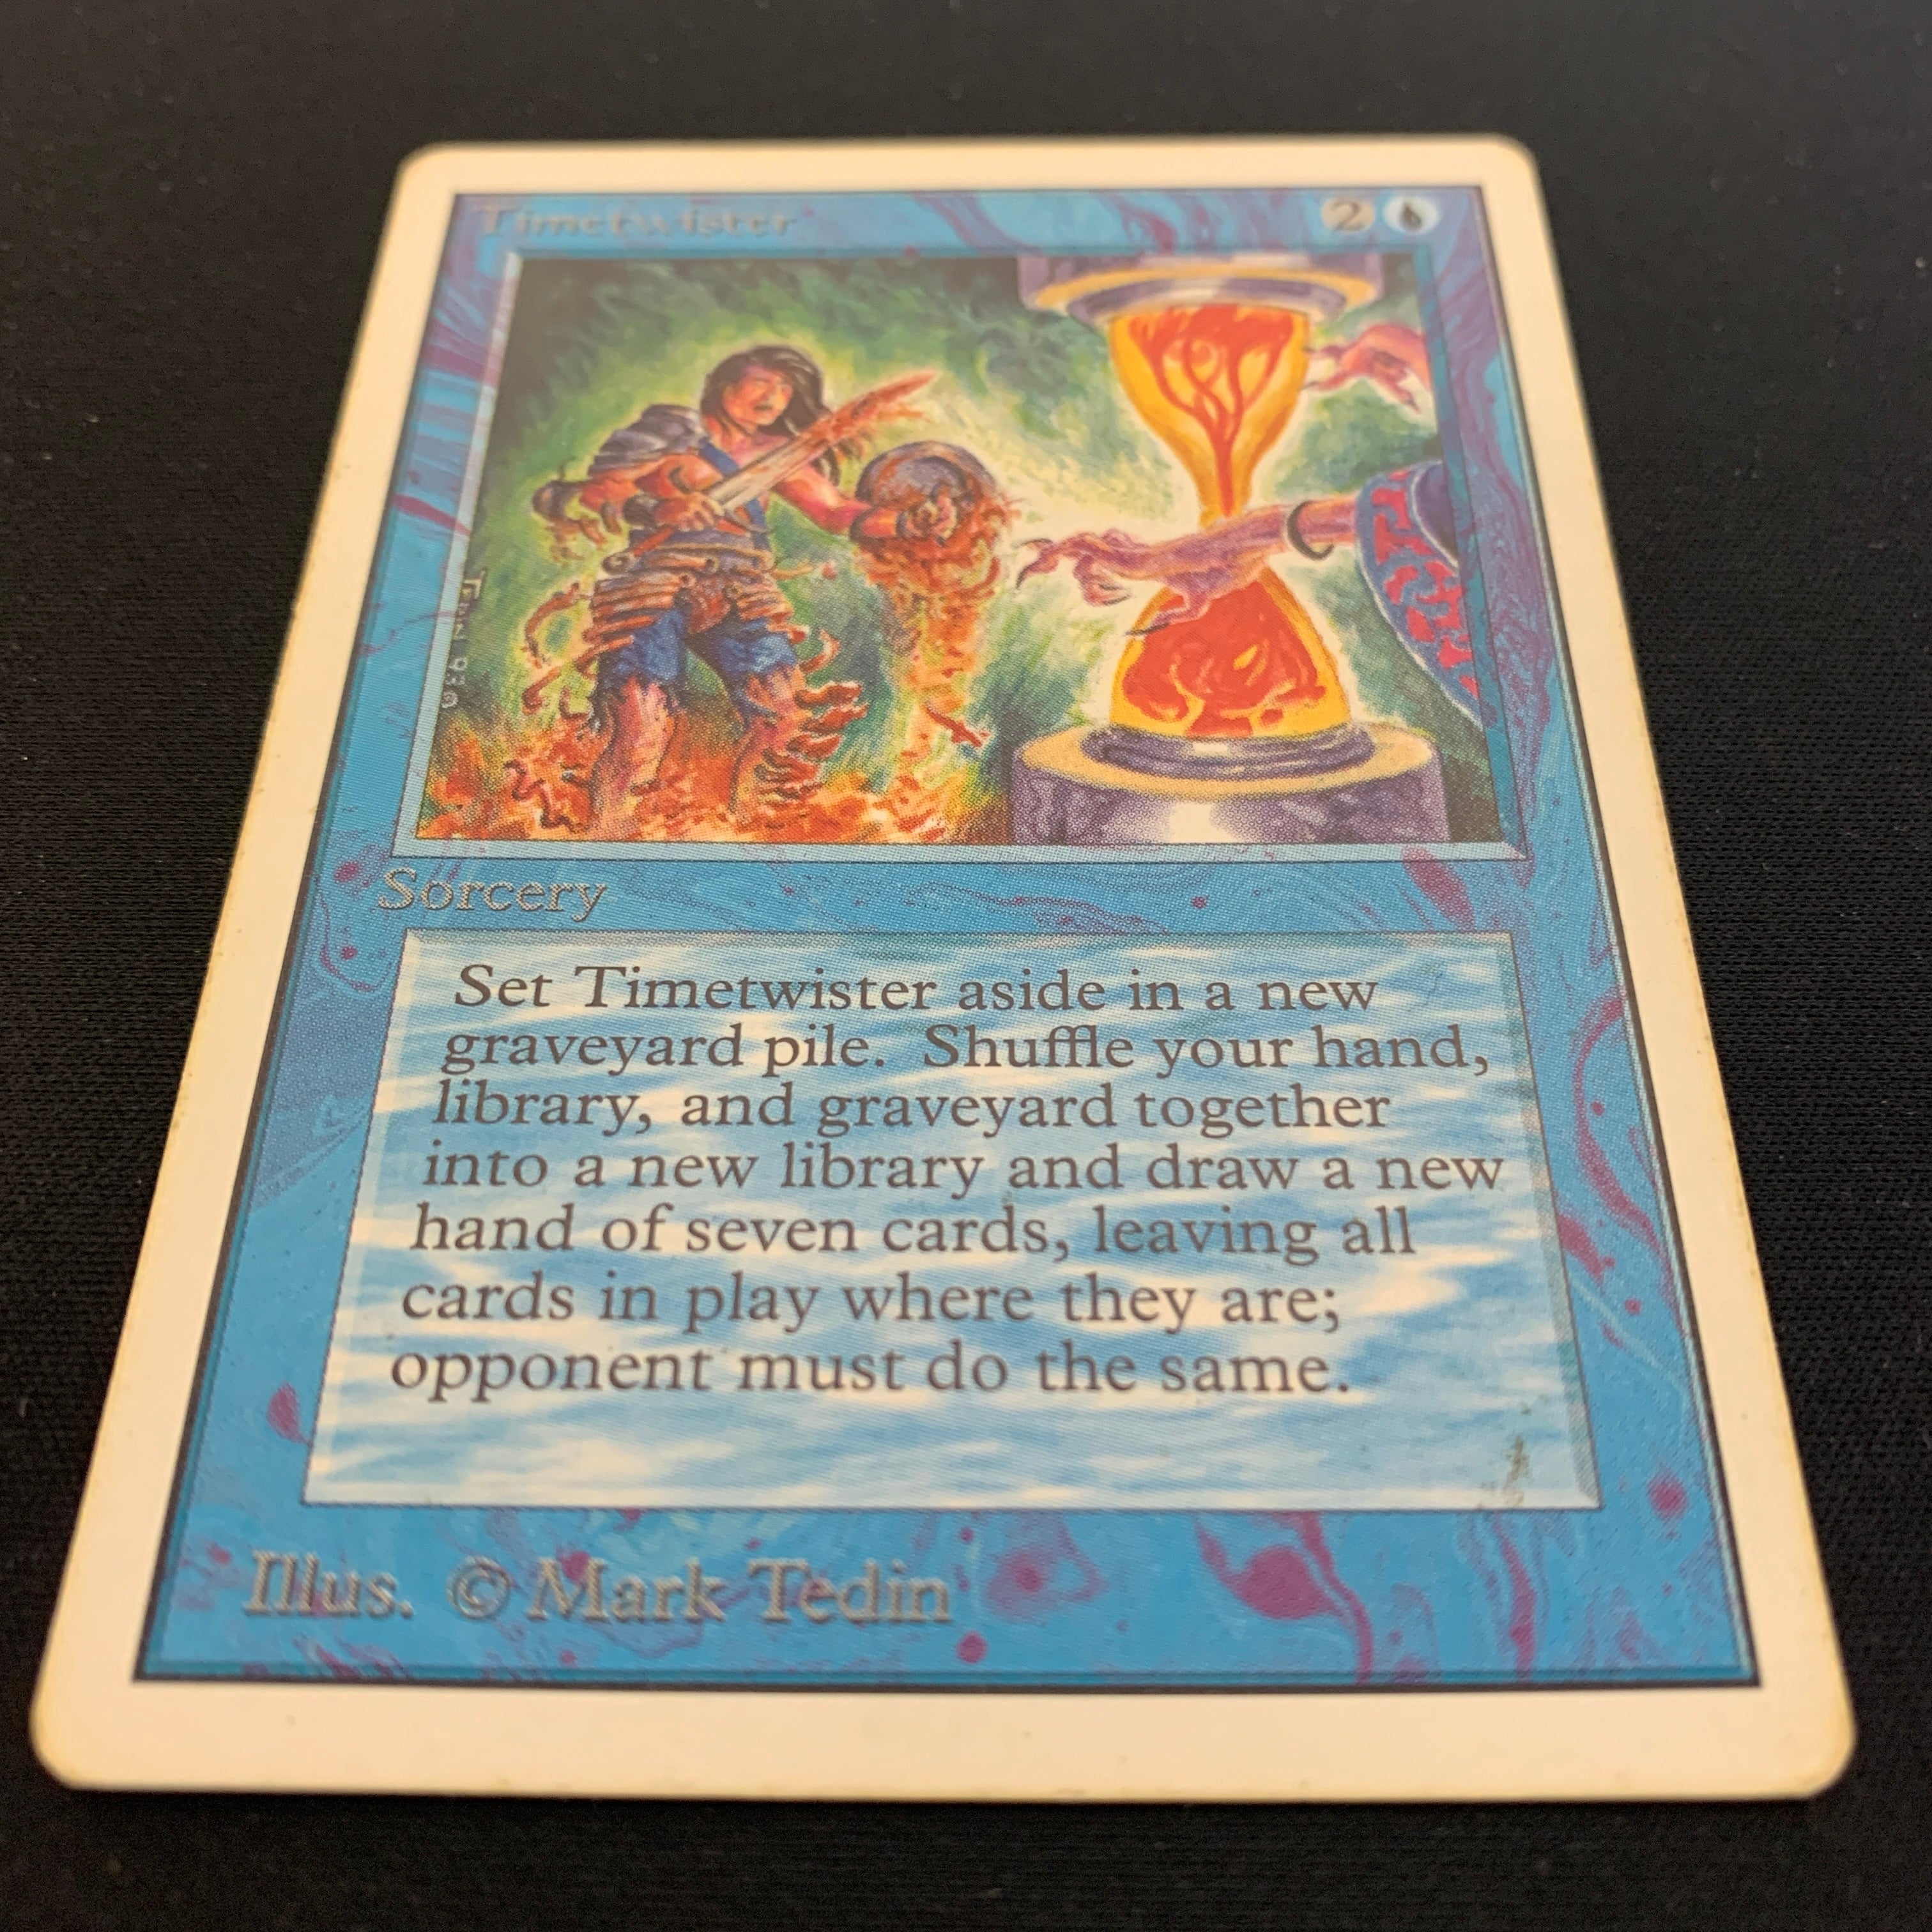 Timetwister 2
Tedin 93 ©
Sorcery
Set Timetwister aside in a new
graveyard pile. Shuffle your hand,
library, and graveyard together
into a new library and draw a new
hand of seven cards, leaving all
cards in play where they are;
opponent must do the same.
Illus. © Mark Tedin